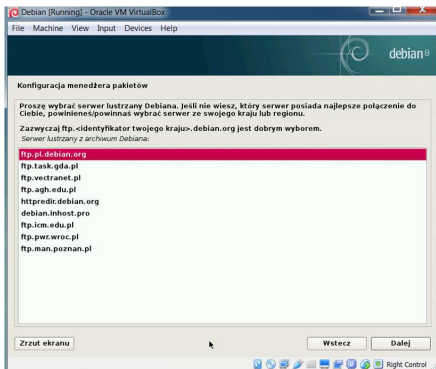 Debian [Running] - Oracle VM VirtualBox
File Machine View Input Devices Help
debian 8
Konfiguracja menedżera pakietów
Proszę wybrać serwer lustrzany Debiana. Jeśli nie wiesz, który serwer posiada najlepsze połączenie do
Ciebie, powinieneś/powinnaś wybrać serwer ze swojego kraju lub regionu.
Zazwyczaj ftp.<identyfikator twojego kraju>.debian.org jest dobrym wyborem.
Serwer lustrzany z archiwum Debiana:
ftp.pl.debian.org
ftp.task.gda.pl
ftp.vectranet.pl
ftp.agh.edu.pl
httpredir.debian.org
debian.inhost.pro
ftp.icm.edu.pl
ftp.pwr.wroc.pl
ftp.man.poznan.pl
Zrzut ekranu
Wstecz
Dalej
Right Control